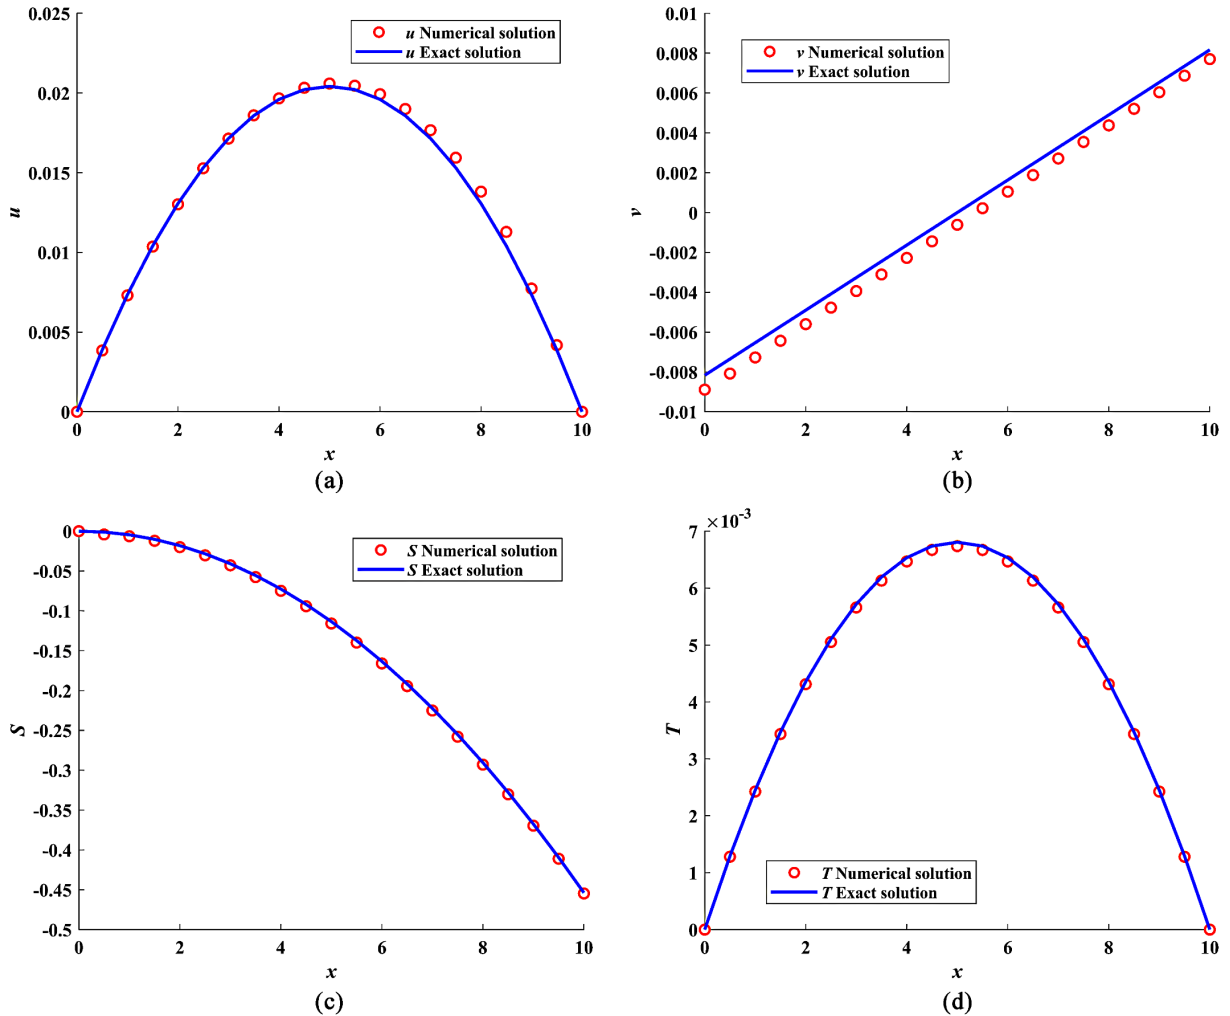 0.025
0.02
0.015
0.01
0.005
0
u
u Numerical solution
u Exact solution
0 2 4 6 8 10
x
(a)
0.01
0.008
0.006
0.004
0.002
0
-0.002
-0.004
-0.006
-0.008
-0.01
v
v Numerical solution
v Exact solution
0 2 4 6 8 10
x
(b)
0
-0.05
-0.1
-0.15
-0.2
-0.25
-0.3
-0.35
-0.4
-0.45
-0.5
S
S Numerical solution
S Exact solution
0 2 4 6 8 10
x
(c)
×10-3
7
6
5
4
3
2
1
0
T
T Numerical solution
T Exact solution
0 2 4 6 8 10
x
(d)